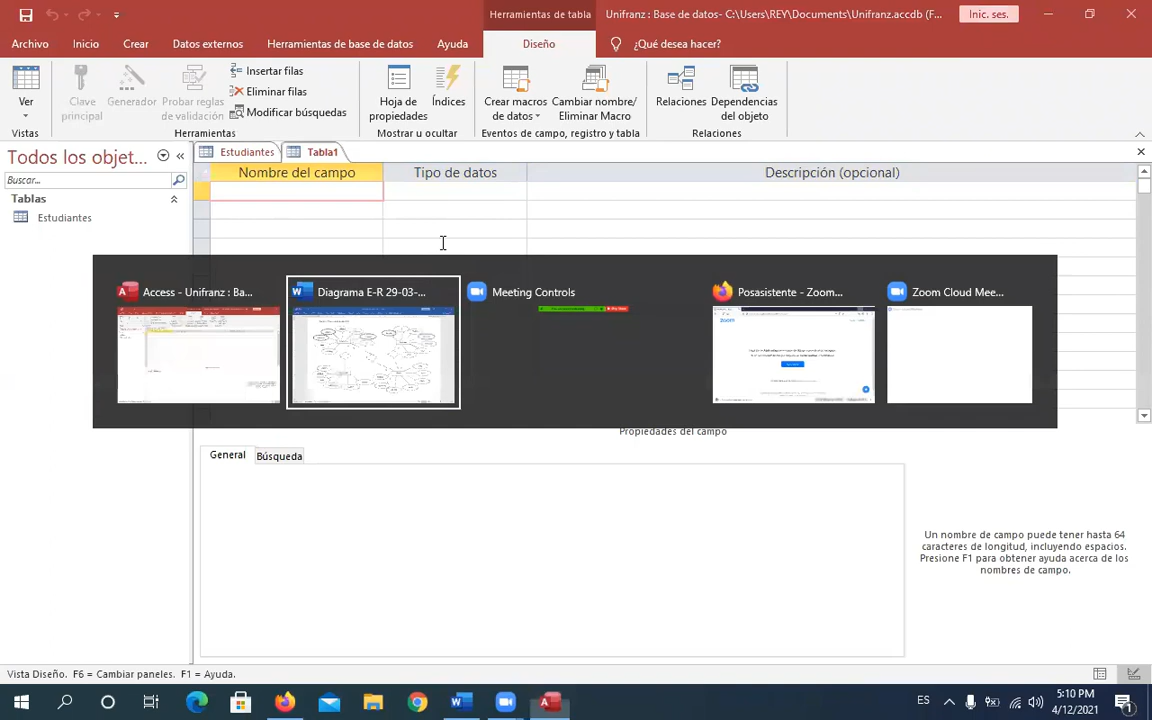 Herramientas de tabla
Unifranz : Base de datos- C:\Users\REY\Documents\Unifranz.accdb (F...
Inic. ses.
Archivo
Inicio
Crear
Datos externos
Herramientas de base de datos
Ayuda
Diseño
¿Qué desea hacer?
Ver
Clave principal
Generador
Probar reglas de validación
Insertar filas
Eliminar filas
Modificar búsquedas
Hoja de propiedades
Índices
Crear macros de datos
Cambiar nombre/ Eliminar Macro
Relaciones
Dependencias del objeto
Vistas
Herramientas
Mostrar u ocultar
Eventos de campo, registro y tabla
Relaciones
Todos los objet...
Buscar...
Tablas
Estudiantes
Estudiantes
Tabla1
Nombre del campo
Tipo de datos
Descripción (opcional)
Access - Unifranz : Ba...
Diagrama E-R 29-03-...
Meeting Controls
Posasistente - Zoom...
Zoom Cloud Mee...
zoom
Propiedades del campo
General
Búsqueda
Un nombre de campo puede tener hasta 64
caracteres de longitud, incluyendo espacios.
Presione F1 para obtener ayuda acerca de los
nombres de campo.
Vista Diseño. F6 = Cambiar paneles. F1 = Ayuda.
ES
5:10 PM
4/12/2021
1